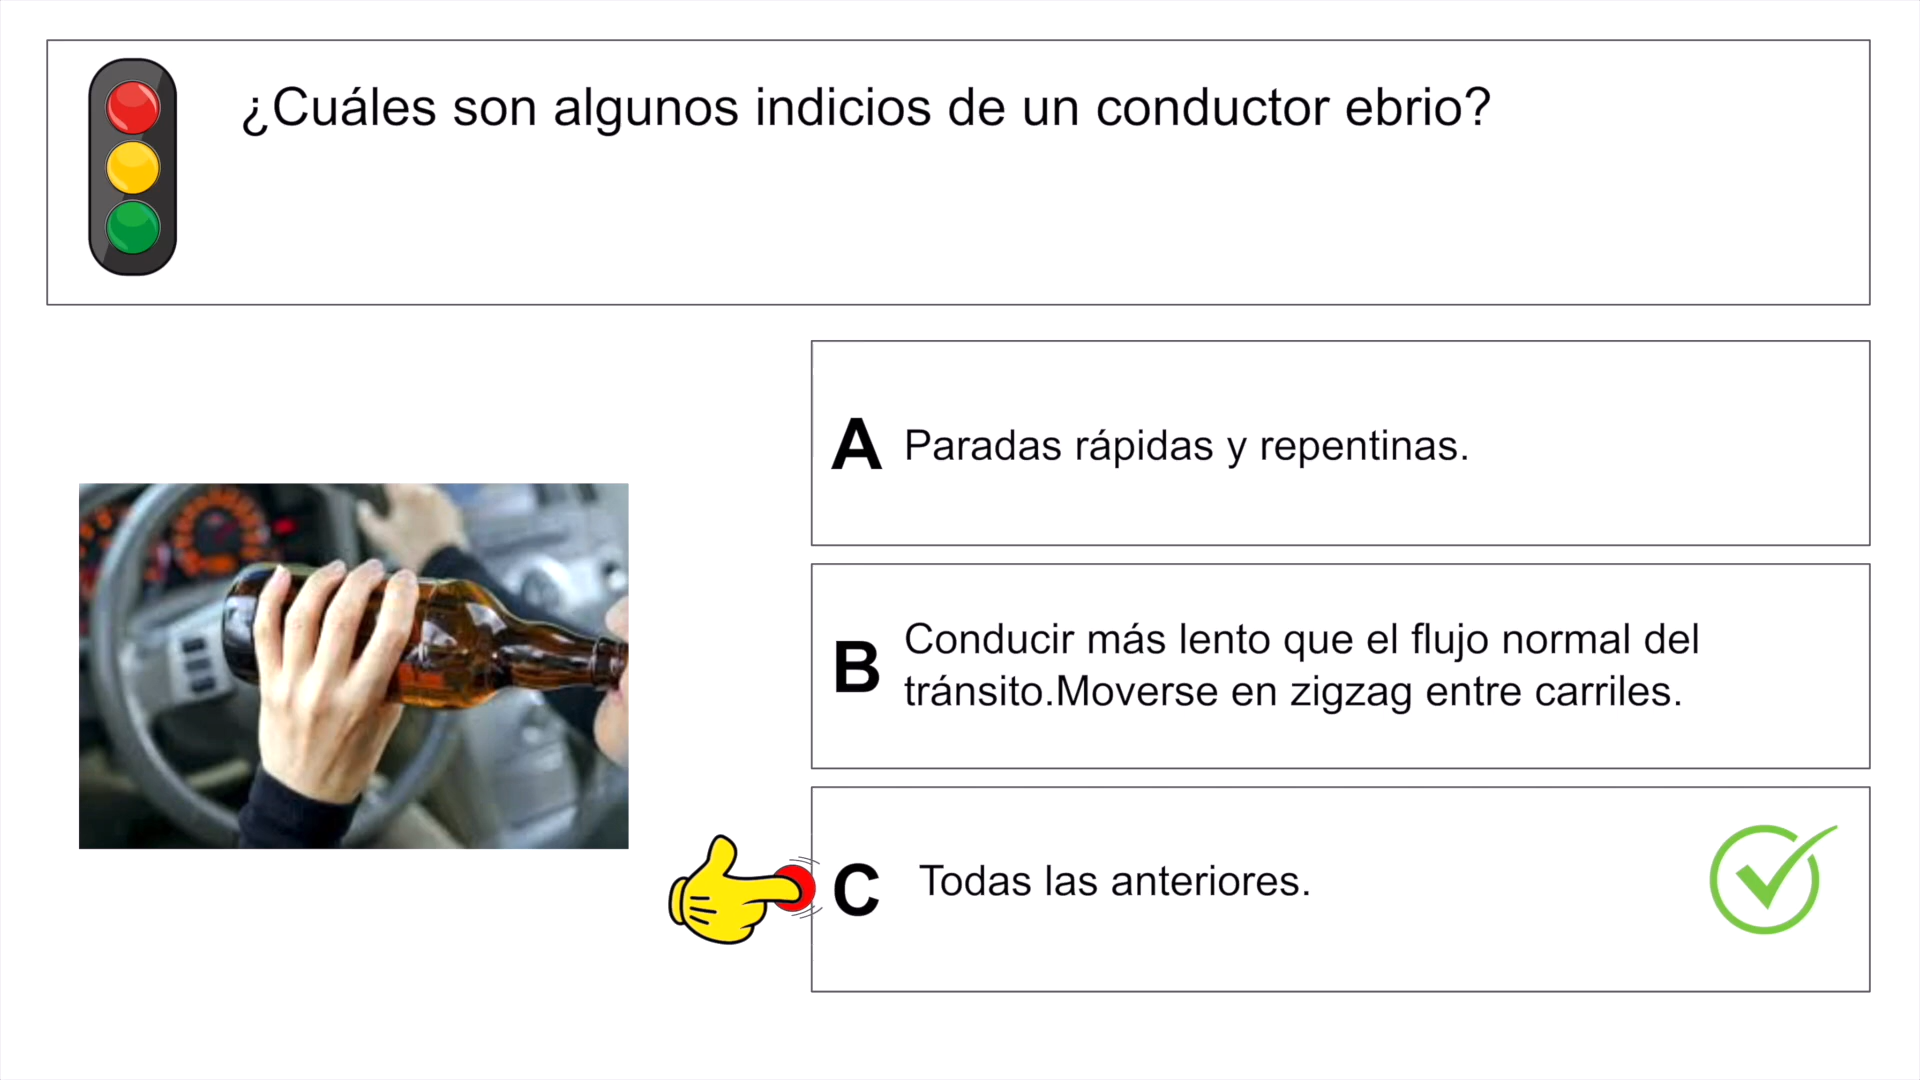 ¿Cuáles son algunos indicios de un conductor ebrio?
A Paradas rápidas y repentinas.
B Conducir más lento que el flujo normal del
tránsito.Moverse en zigzag entre carriles.
C Todas las anteriores.